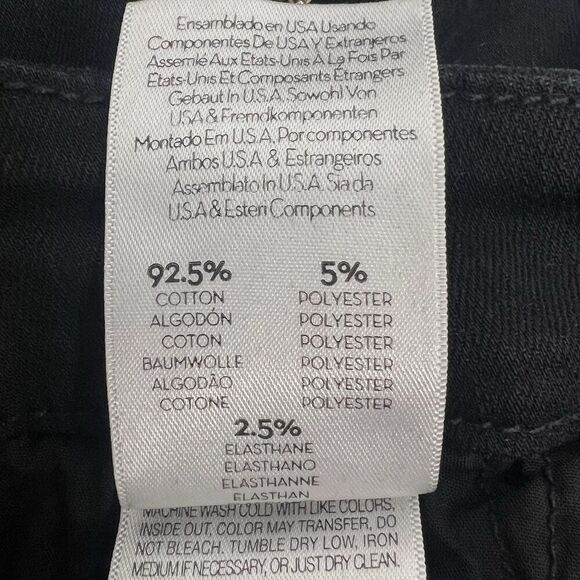 Ensamblado en USA Usando
Componentes De USA Y Extranjeros
Assemlé Aux Etats-Unis À La Fois Par
Etats-Unis Et Composants Étrangers
Gebaut In U.S.A. Sowohl Von
USA & Fremdkomponenten
Montado Em U.S.A. Por componentes
Ambos U.S.A & Estrangeiros
Assemblato In U.S.A. Sia da
U.S.A & Esteri Components
92.5% 5%
COTTON POLYESTER
ALGODÓN POLYESTER
COTON POLYESTER
BAUMWOLLE POLYESTER
ALGODÃO POLYESTER
COTONE POLYESTER
2.5%
ELASTHANE
ELASTHANO
ELASTHANNE
ELASTHAN
MACHINE WASH COLD WITH LIKE COLORS,
INSIDE OUT. COLOR MAY TRANSFER, DO
NOT BLEACH. TUMBLE DRY LOW, IRON
MEDIUM IF NECESSARY, OR JUST DRY CLEAN.